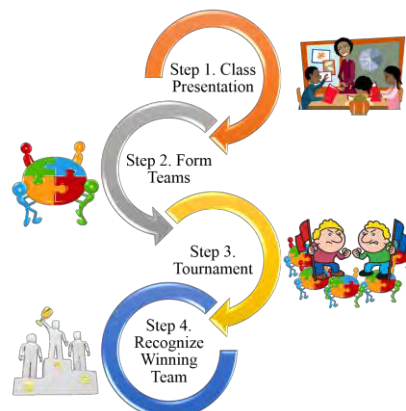 Step 1. Class
Presentation
Step 2. Form
Teams
Step 3.
Tournament
Step 4.
Recognize
Winning
Team